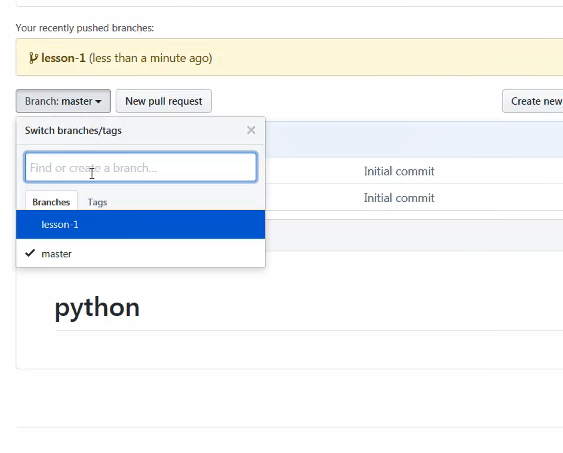 Your recently pushed branches:
lesson-1 (less than a minute ago)
Branch: master New pull request Create new
Switch branches/tags
Find or create a branch...
Branches Tags
lesson-1
master
Initial commit
Initial commit
python